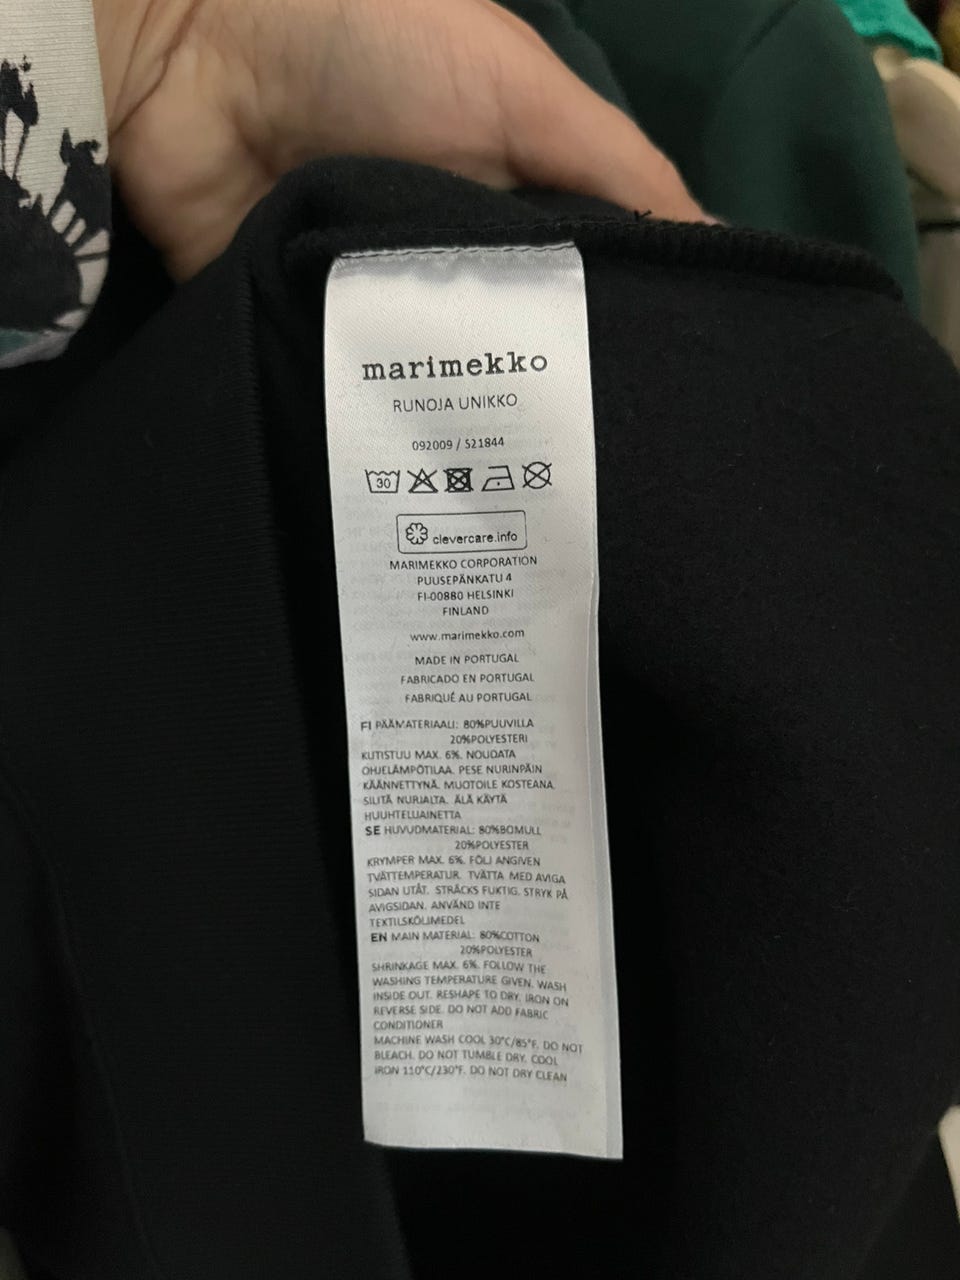 marimekko
RUNOJA UNIKKO
092009 / 521844
30
clevercare.info
MARIMEKKO CORPORATION
PUUSEPÄNKATU 4
FI-00880 HELSINKI
FINLAND
www.marimekko.com
MADE IN PORTUGAL
FABRICADO EN PORTUGAL
FABRIQUÉ AU PORTUGAL
FI PÄÄMATERIAALI: 80%PUUVILLA
20%POLYESTERI
KUTISTUU MAX. 6%. NOUDATA
OHJELÄMPÖTILAA. PESE NURINPÄIN
KÄÄNNETTYNÄ. MUOTOILE KOSTEANA.
SILITÄ NURJALTA. ÄLÄ KÄYTÄ
HUUHTELUAINETTA
SE HUVUDMATERIAL: 80%BOMULL
20%POLYESTER
KRYMPER MAX. 6%. FÖLJ ANGIVEN
TVÄTTEMPERATUR. TVÄTTA MED AVIGA
SIDAN UTÅT. STRÄCKS FUKTIG. STRYK PÅ
AVIGSIDAN. ANVÄND INTE
TEXTILSKÖLJMEDEL
EN MAIN MATERIAL: 80%COTTON
20%POLYESTER
SHRINKAGE MAX. 6%. FOLLOW THE
WASHING TEMPERATURE GIVEN. WASH
INSIDE OUT. RESHAPE TO DRY. IRON ON
REVERSE SIDE. DO NOT ADD FABRIC
CONDITIONER
MACHINE WASH COOL 30°C/85°F. DO NOT
BLEACH. DO NOT TUMBLE DRY. COOL
IRON 110°C/230°F. DO NOT DRY CLEAN